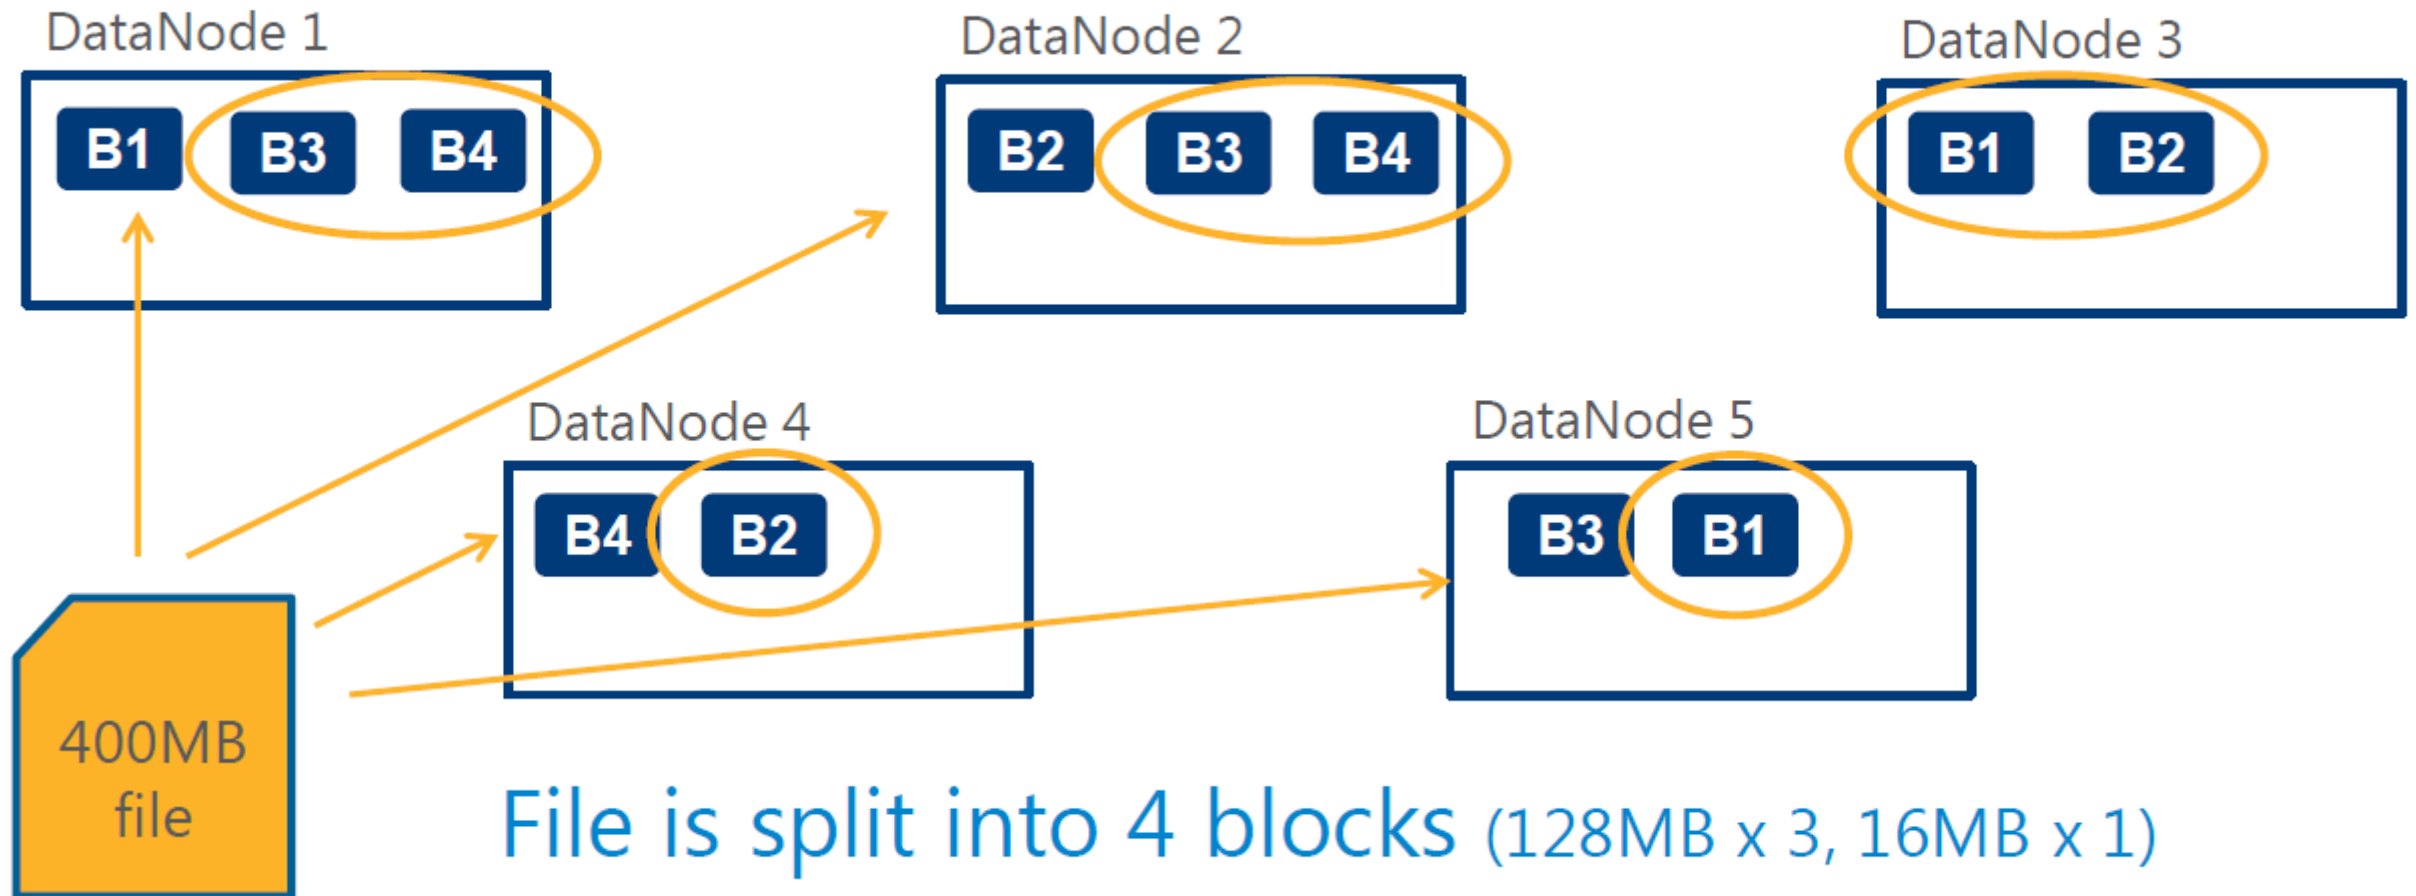 DataNode 1
DataNode 2
DataNode 3
B1 B3 B4
B2 B3 B4
B1 B2
DataNode 4
DataNode 5
B4 B2
B3 B1
400MB
file
File is split into 4 blocks (128MB x 3, 16MB x 1)